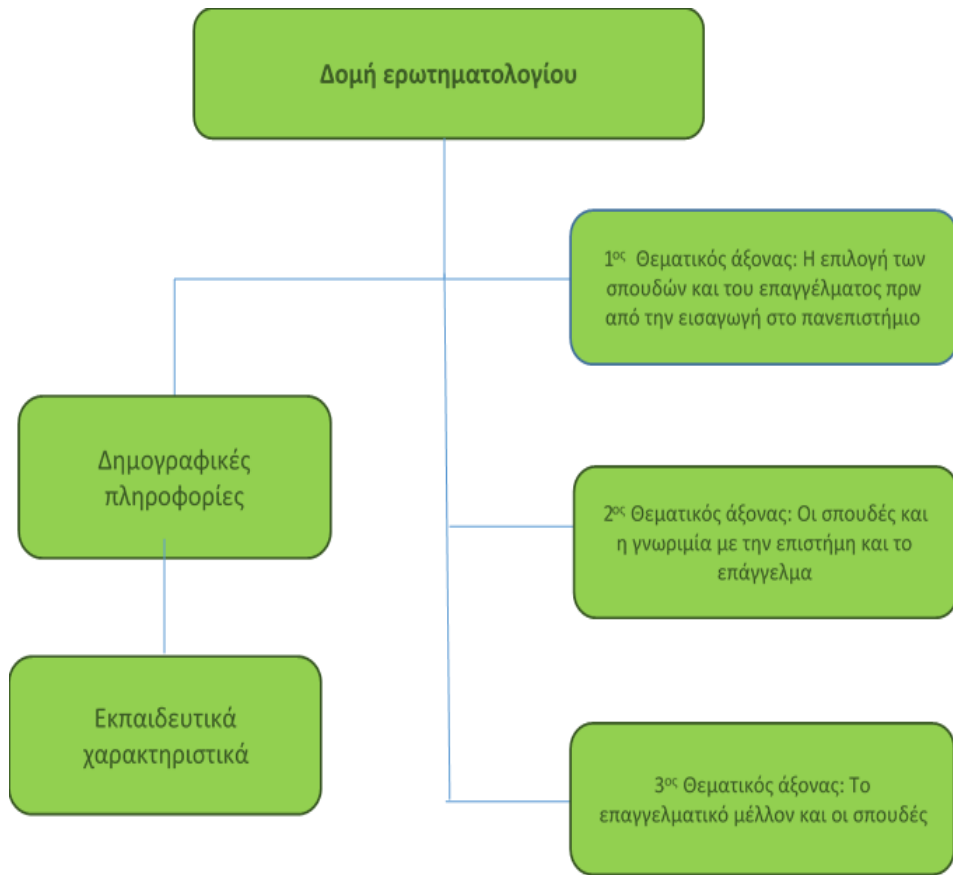 Δομή ερωτηματολογίου
1ος Θεματικός άξονας: Η επιλογή των
σπουδών και του επαγγέλματος πριν
από την εισαγωγή στο πανεπιστήμιο
Δημογραφικές
πληροφορίες
2ος Θεματικός άξονας: Οι σπουδές και
η γνωριμία με την επιστήμη και το
επάγγελμα
Εκπαιδευτικά
χαρακτηριστικά
3ος Θεματικός άξονας: Το
επαγγελματικό μέλλον και οι σπουδές